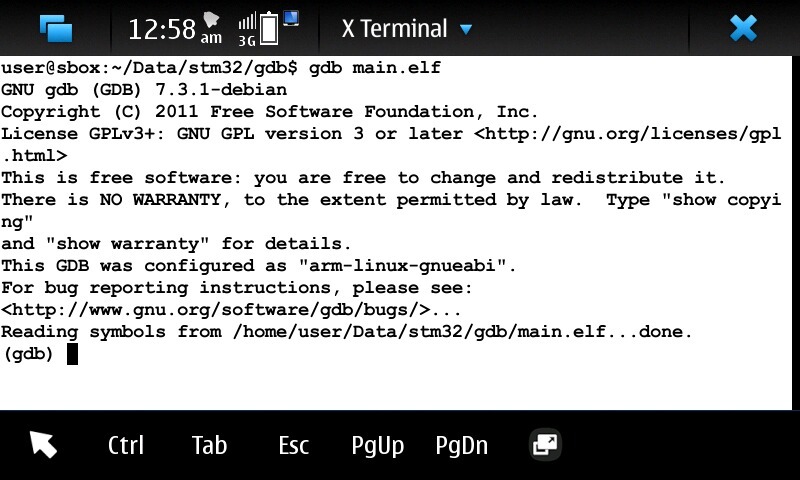 12:58 am
3G
X Terminal
user@sbox:~/Data/stm32/gdb$ gdb main.elf
GNU gdb (GDB) 7.3.1-debian
Copyright (C) 2011 Free Software Foundation, Inc.
License GPLv3+: GNU GPL version 3 or later <http://gnu.org/licenses/gpl
.html>
This is free software: you are free to change and redistribute it.
There is NO WARRANTY, to the extent permitted by law.  Type "show copyi
ng"
and "show warranty" for details.
This GDB was configured as "arm-linux-gnueabi".
For bug reporting instructions, please see:
<http://www.gnu.org/software/gdb/bugs/>...
Reading symbols from /home/user/Data/stm32/gdb/main.elf...done.
(gdb)
Ctrl Tab Esc PgUp PgDn